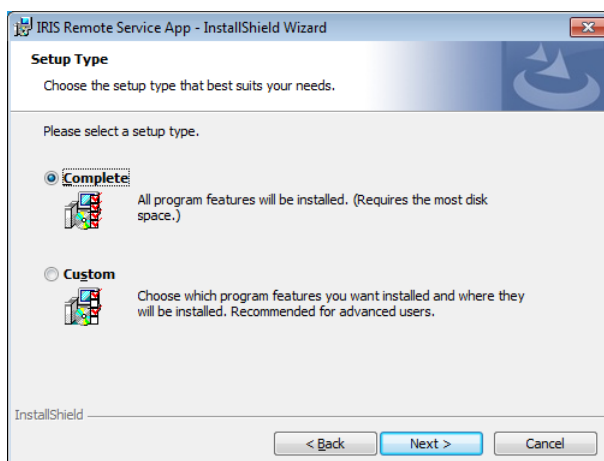 IRIS Remote Service App - InstallShield Wizard
Setup Type
Choose the setup type that best suits your needs.
Please select a setup type.
Complete
All program features will be installed. (Requires the most disk
space.)
Custom
Choose which program features you want installed and where they
will be installed. Recommended for advanced users.
InstallShield
< Back Next > Cancel